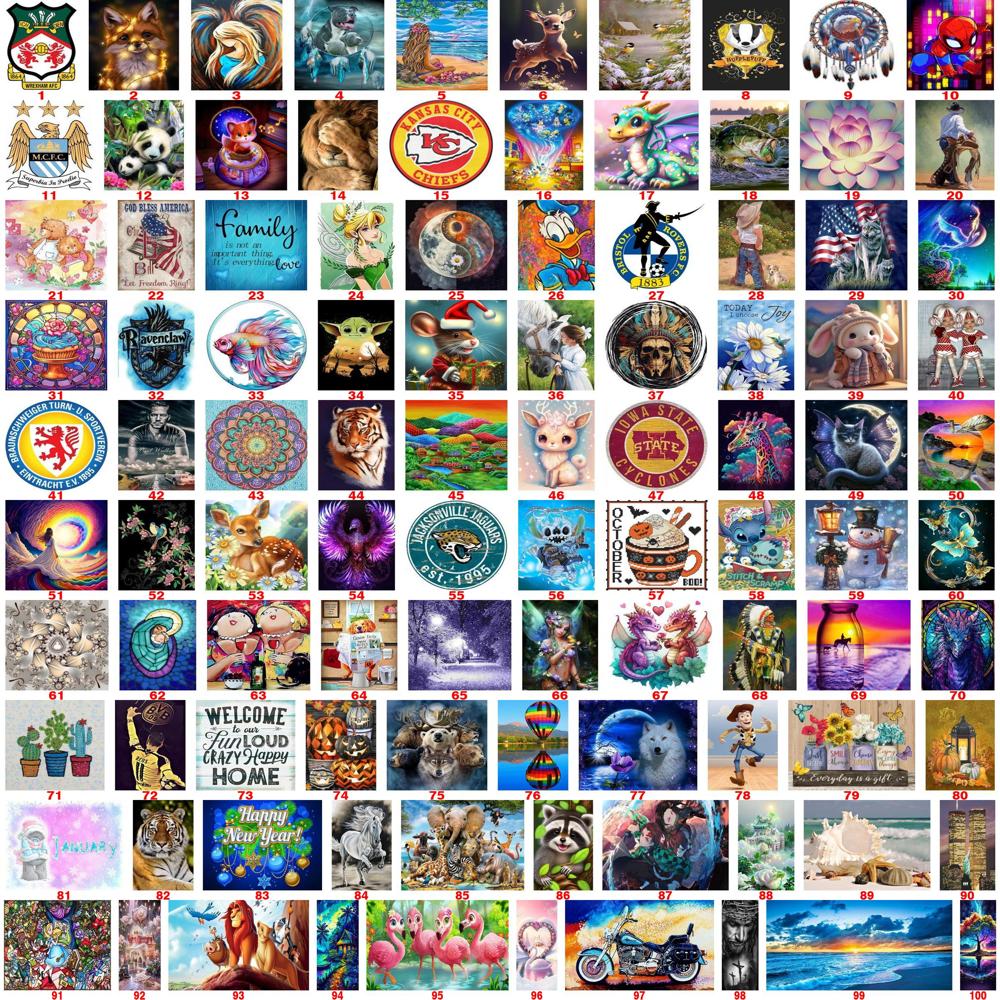 1864 1864
WREXHAM AFC
HUFFLEPUFF
1 2 3 4 5 6 7 8 9 10
M.C.F.C.
Superbia In Proelio
KANSAS CITY
KC
CHIEFS
11 12 13 14 15 16 17 18 19 20
GOD BLESS AMERICA
Let Freedom Ring!
Family
is not an
important thing.
It's everything.
love
BRISTOL ROVERS FC
1883
21 22 23 24 25 26 27 28 29 30
Ravenclaw
TODAY
I choose Joy
31 32 33 34 35 36 37 38 39 40
BRAUNSCHWEIGER TURN- U. SPORTVEREIN
EINTRACHT E.V. 1895
IOWA STATE
I
STATE
CYCLONES
41 42 43 44 45 46 47 48 49 50
JACKSONVILLE JAGUARS
est. 1995
OCTOBER
BOO!
STITCH &
SCRAMP
51 52 53 54 55 56 57 58 59 60
61 62 63 64 65 66 67 68 69 70
BVB
WELCOME
to our
Fun LOUD
CRAZY Happy
HOME
Everyday is a gift
71 72 73 74 75 76 77 78 79 80
JANUARY
Happy
New Year!
81 82 83 84 85 86 87 88 89 90
91 92 93 94 95 96 97 98 99 100